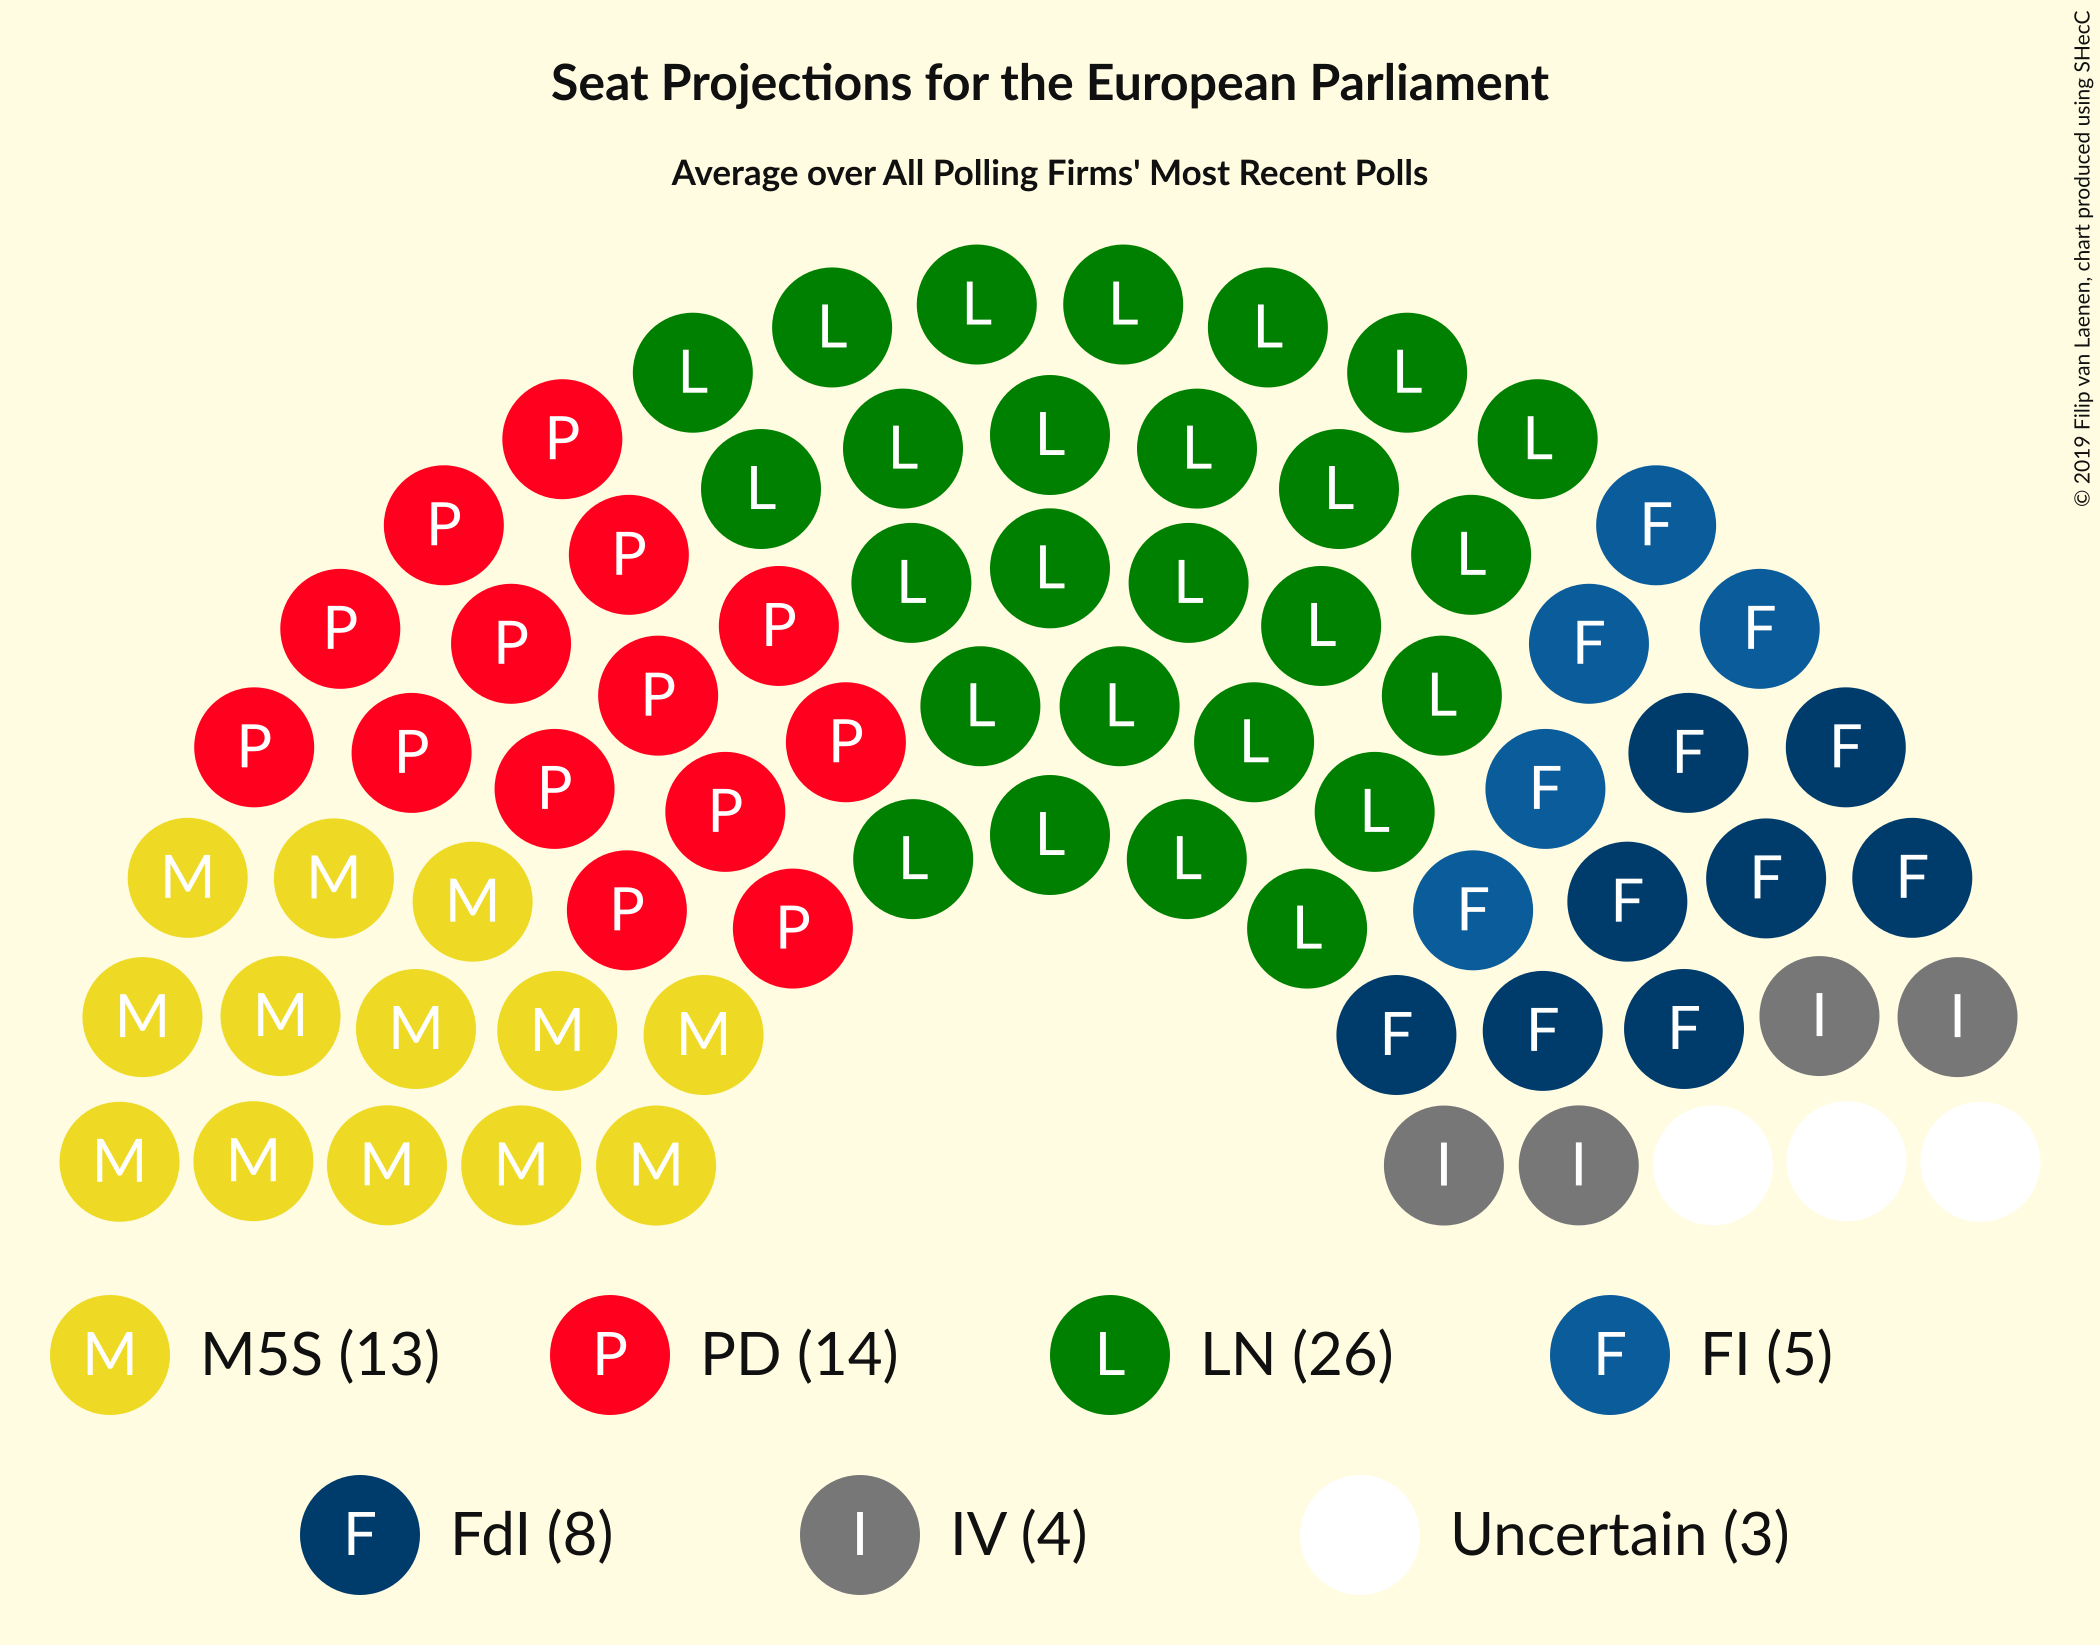 Seat Projections for the European Parliament
Average over All Polling Firms' Most Recent Polls
© 2019 Filip van Laenen, chart produced using SHecC
L L
L L
L L
L
P L
L L
L L
P F
P L
L L
L
P L
F
P F
P F
P L
P L
L L
P L
P F
P F
P F
P L
M M F F
M F
P F
P L
L L
L
M M I I
M F
M F
M F
M M M M M I I
M M5S (13) P PD (14) L LN (26) F FI (5)
F FdI (8) I IV (4) Uncertain (3)